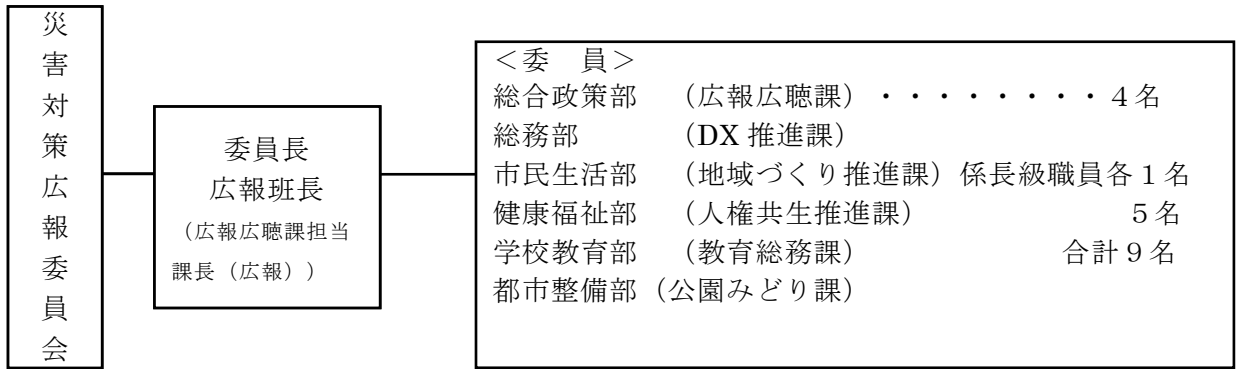 災害対策広報委員会
委員長
広報班長
(広報広聴課担当
課長(広報))
<委 員>
総合政策部 (広報広聴課)・・・・・・・・4名
総務部 (DX 推進課)
市民生活部 (地域づくり推進課)係長級職員各1名
健康福祉部 (人権共生推進課) 5名
学校教育部 (教育総務課) 合計9名
都市整備部(公園みどり課)